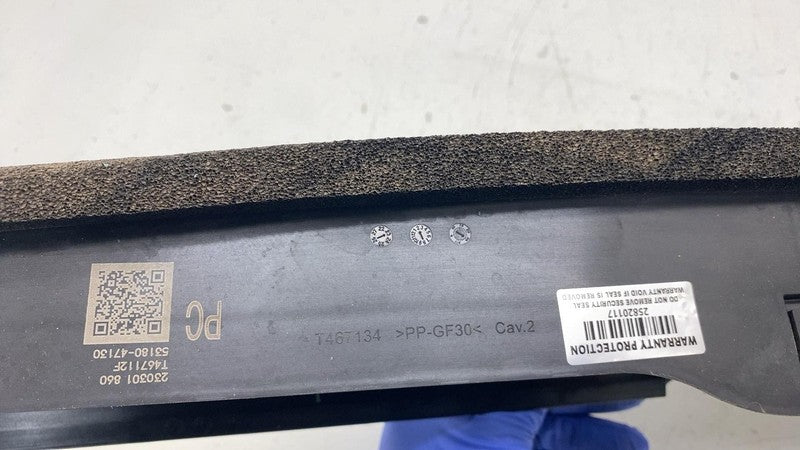 PC
230301 860
T467112F
53180-47130
T467134 >PP-GF30< Cav.2
WARRANTY PROTECTION
25820117
DO NOT REMOVE SECURITY SEAL
WARRANTY VOID IF SEAL IS REMOVED